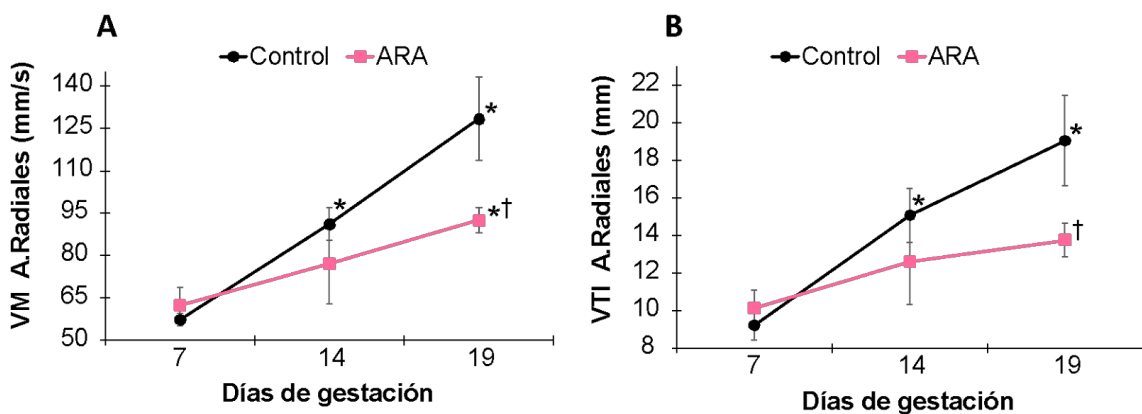 A
Control ARA
VM A.Radiales (mm/s)
140
125
110
95
80
65
50
*
*
*†
7 14 19
Días de gestación
B
Control ARA
VTI A.Radiales (mm)
22
20
18
16
14
12
10
8
*
*
†
7 14 19
Días de gestación